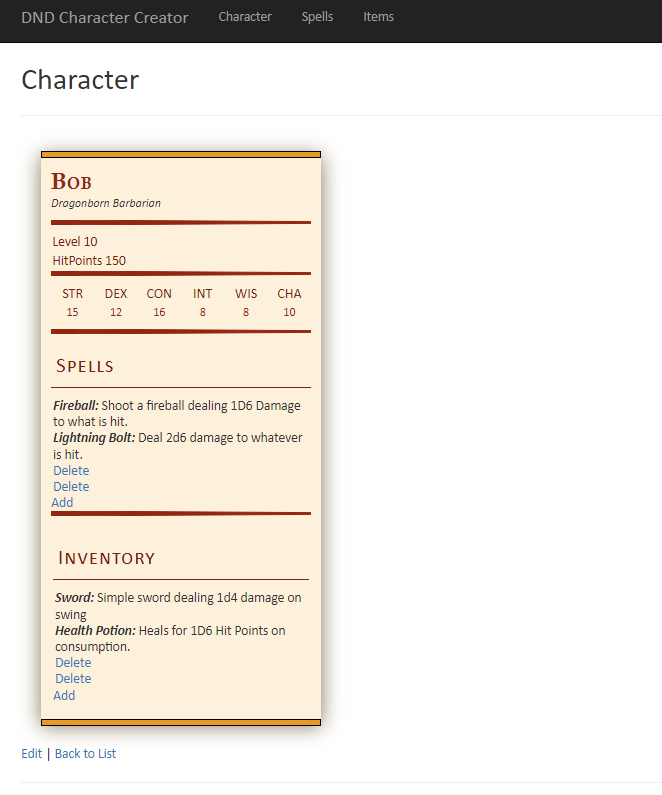 DND Character Creator Character Spells Items
Character
Bob
Dragonborn Barbarian
Level 10
HitPoints 150
STR DEX CON INT WIS CHA
15 12 16 8 8 10
Spells
Fireball: Shoot a fireball dealing 1D6 Damage
to what is hit.
Lightning Bolt: Deal 2d6 damage to whatever
is hit.
Delete
Delete
Add
Inventory
Sword: Simple sword dealing 1d4 damage on
swing
Health Potion: Heals for 1D6 Hit Points on
consumption.
Delete
Delete
Add
Edit | Back to List